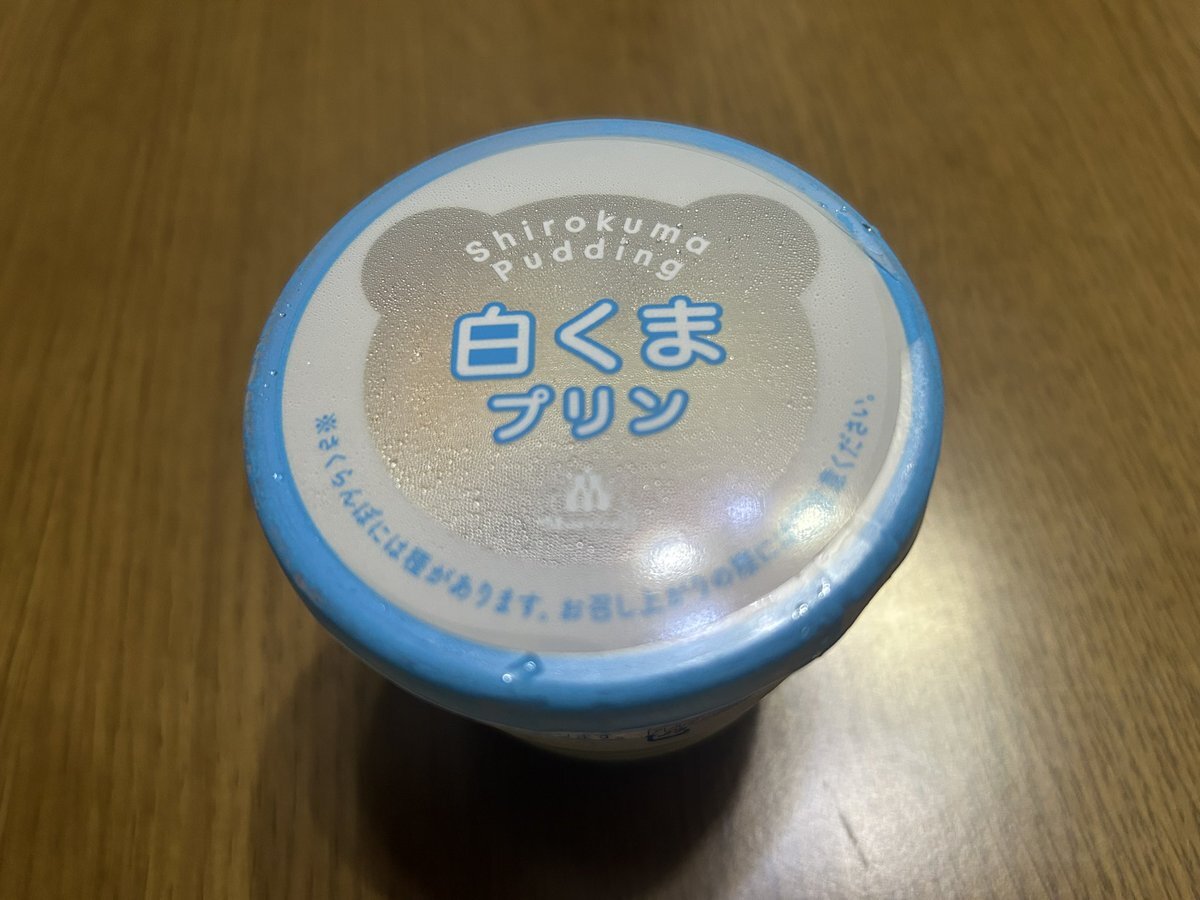 Shirokuma
Pudding
白くま
プリン
※さくらんぼには種があります。お召し上がりの際に
意ください。